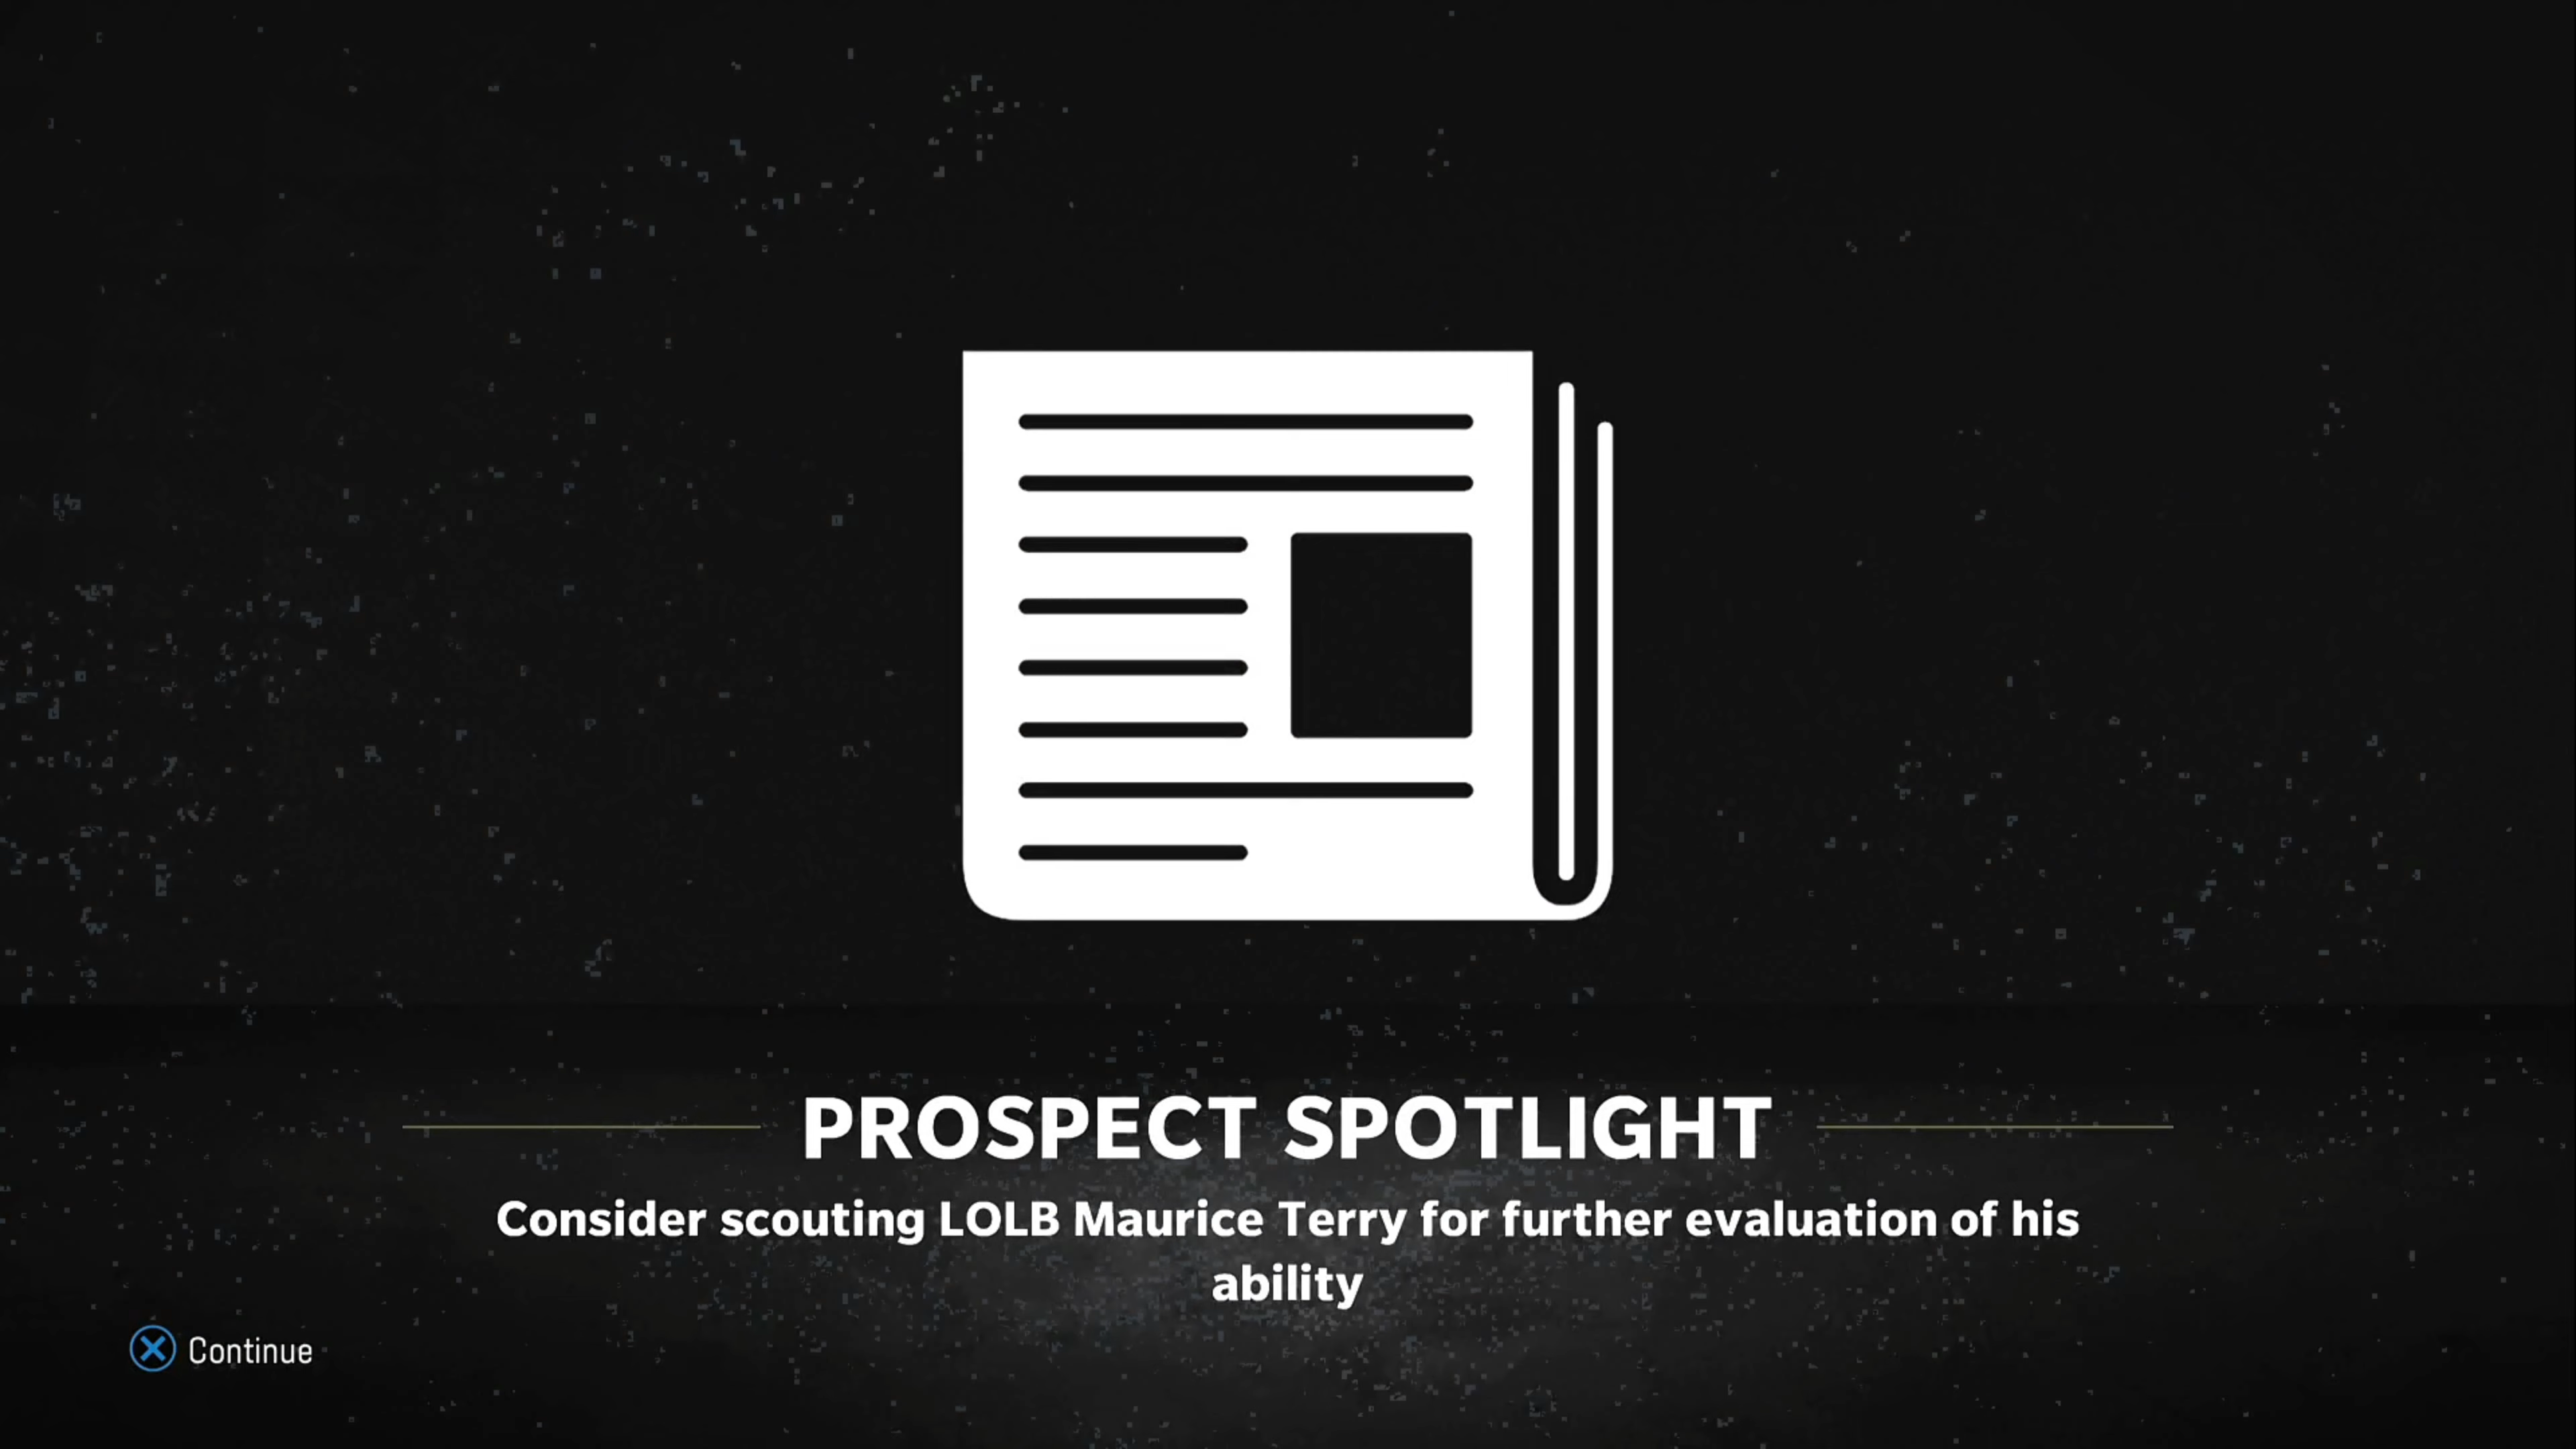 PROSPECT SPOTLIGHT
Consider scouting LOLB Maurice Terry for further evaluation of his
ability
Continue